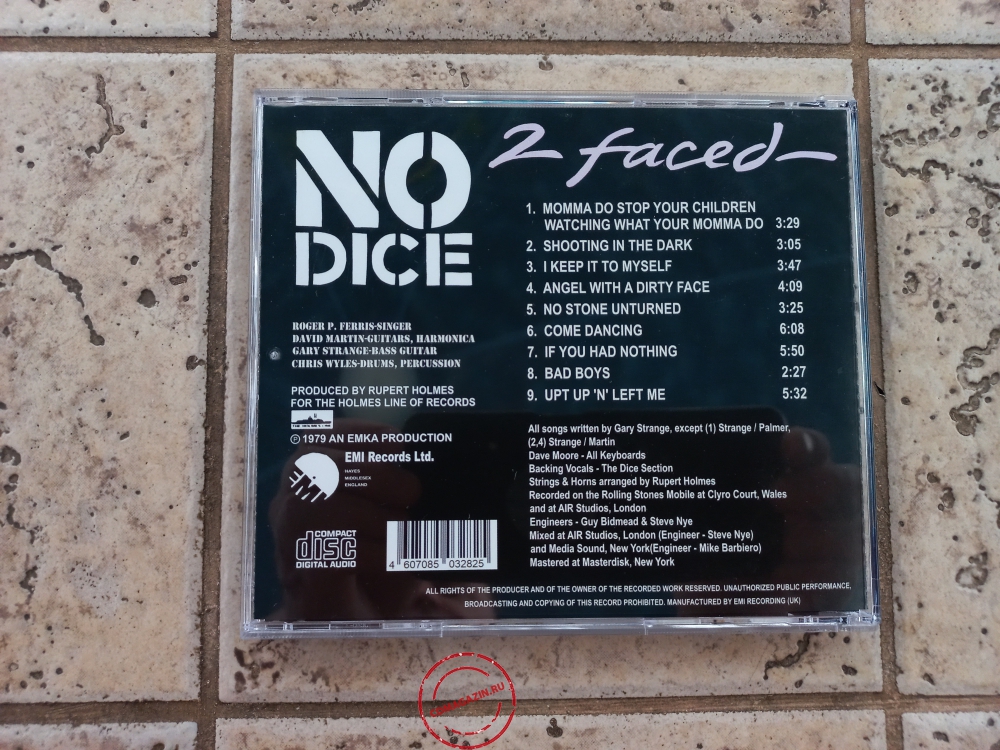 NO
DICE
2 faced
1. MOMMA DO STOP YOUR CHILDREN
WATCHING WHAT YOUR MOMMA DO 3:29
2. SHOOTING IN THE DARK 3:05
3. I KEEP IT TO MYSELF 3:47
4. ANGEL WITH A DIRTY FACE 4:09
5. NO STONE UNTURNED 3:25
6. COME DANCING 6:08
7. IF YOU HAD NOTHING 5:50
8. BAD BOYS 2:27
9. UPT UP 'N' LEFT ME 5:32
ROGER P. FERRIS-SINGER
DAVID MARTIN-GUITARS, HARMONICA
GARY STRANGE-BASS GUITAR
CHRIS WYLES-DRUMS, PERCUSSION
PRODUCED BY RUPERT HOLMES
FOR THE HOLMES LINE OF RECORDS
℗ 1979 AN EMKA PRODUCTION
EMI Records Ltd.
HAYES
MIDDLESEX
ENGLAND
EMI
All songs written by Gary Strange, except (1) Strange / Palmer,
(2,4) Strange / Martin
Dave Moore - All Keyboards
Backing Vocals - The Dice Section
Strings & Horns arranged by Rupert Holmes
Recorded on the Rolling Stones Mobile at Clyro Court, Wales
and at AIR Studios, London
Engineers - Guy Bidmead & Steve Nye
Mixed at AIR Studios, London (Engineer - Steve Nye)
and Media Sound, New York(Engineer - Mike Barbiero)
Mastered at Masterdisk, New York
COMPACT
disc
DIGITAL AUDIO
4 607085 032825
ALL RIGHTS OF THE PRODUCER AND OF THE OWNER OF THE RECORDED WORK RESERVED. UNAUTHORIZED PUBLIC PERFORMANCE,
BROADCASTING AND COPYING OF THIS RECORD PROHIBITED. MANUFACTURED BY EMI RECORDING (UK)